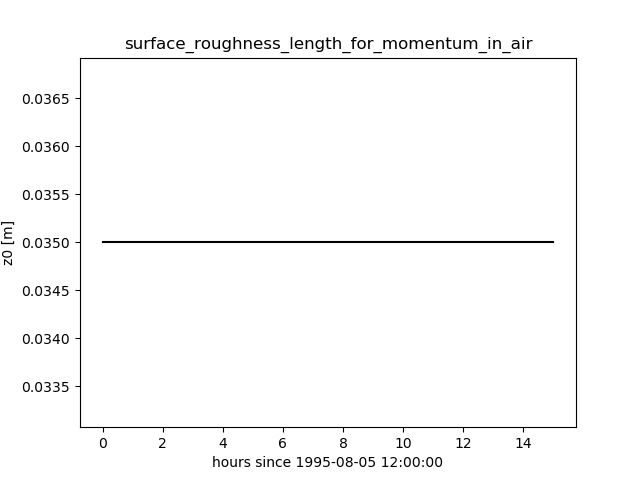 surface_roughness_length_for_momentum_in_air
z0 [m]
0.0365
0.0360
0.0355
0.0350
0.0345
0.0340
0.0335
0 2 4 6 8 10 12 14
hours since 1995-08-05 12:00:00